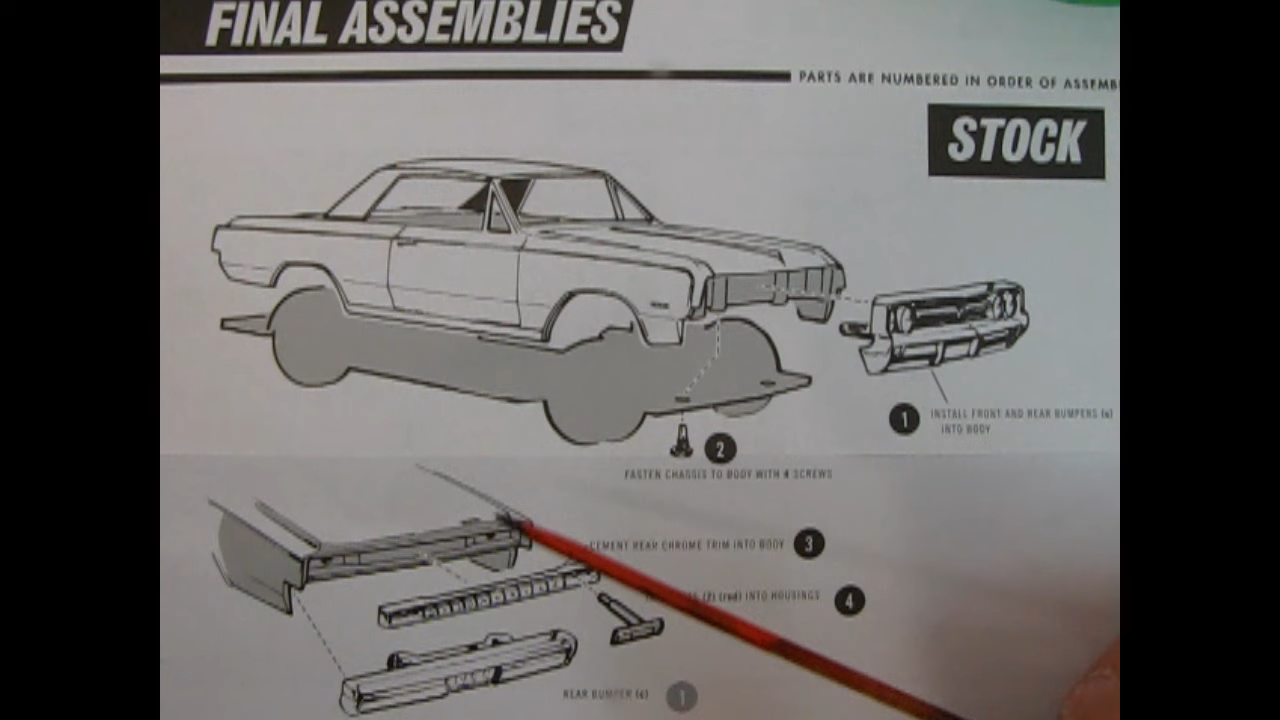 FINAL ASSEMBLIES
PARTS ARE NUMBERED IN ORDER OF ASSEMB
STOCK
1 INSTALL FRONT AND REAR BUMPERS (c)
INTO BODY
2
FASTEN CHASSIS TO BODY WITH 4 SCREWS
CEMENT REAR CHROME TRIM INTO BODY 3
(2) (red) INTO HOUSINGS 4
REAR BUMPER (c) 1